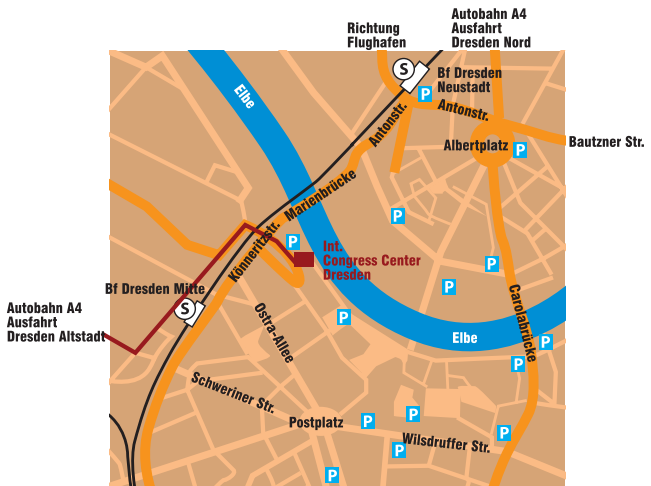 Richtung
Flughafen
Autobahn A4
Ausfahrt
Dresden Nord
S
Bf Dresden
Neustadt
P
Elbe
Antonstr.
Antonstr.
Albertplatz
P
Bautzner Str.
Marienbrücke
P
Könneritzstr.
P
Int.
Congress Center
Dresden
P
P
Bf Dresden Mitte
S
Autobahn A4
Ausfahrt
Dresden Altstadt
Carolabrücke
P
Ostra-Allee
Elbe
P
P
Schweriner Str.
Postplatz
P
P
P
Wilsdruffer Str.
P
P